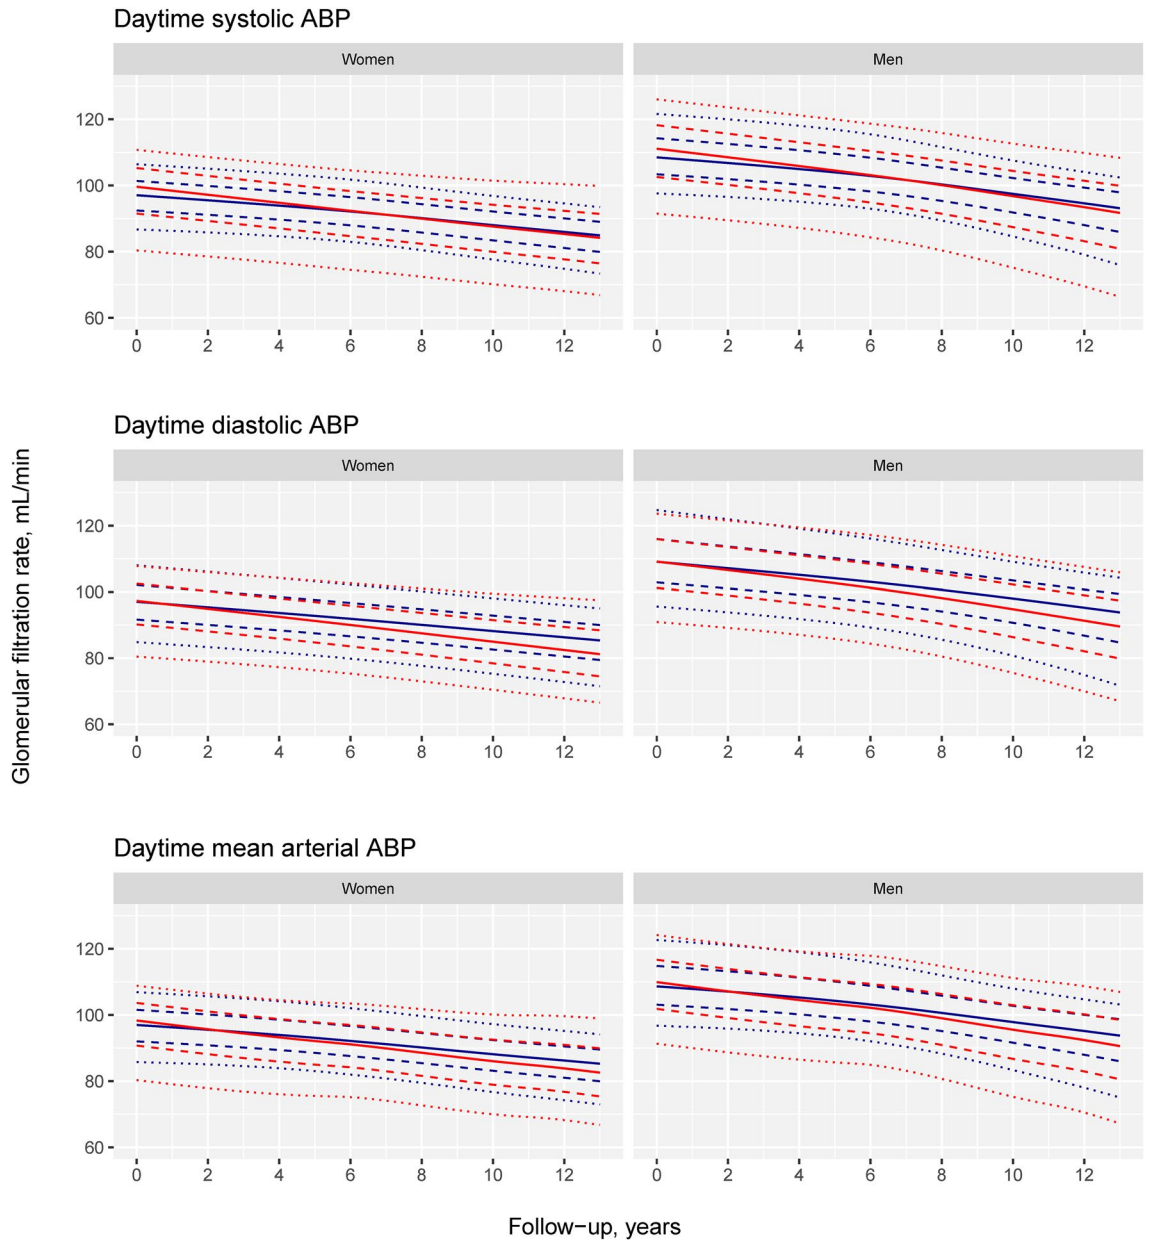 Daytime systolic ABP
Women Men
120
100
80
60
0 2 4 6 8 10 12 0 2 4 6 8 10 12
Daytime diastolic ABP
Women Men
120
100
80
60
0 2 4 6 8 10 12 0 2 4 6 8 10 12
Glomerular filtration rate, mL/min
Daytime mean arterial ABP
Women Men
120
100
80
60
0 2 4 6 8 10 12 0 2 4 6 8 10 12
Follow−up, years